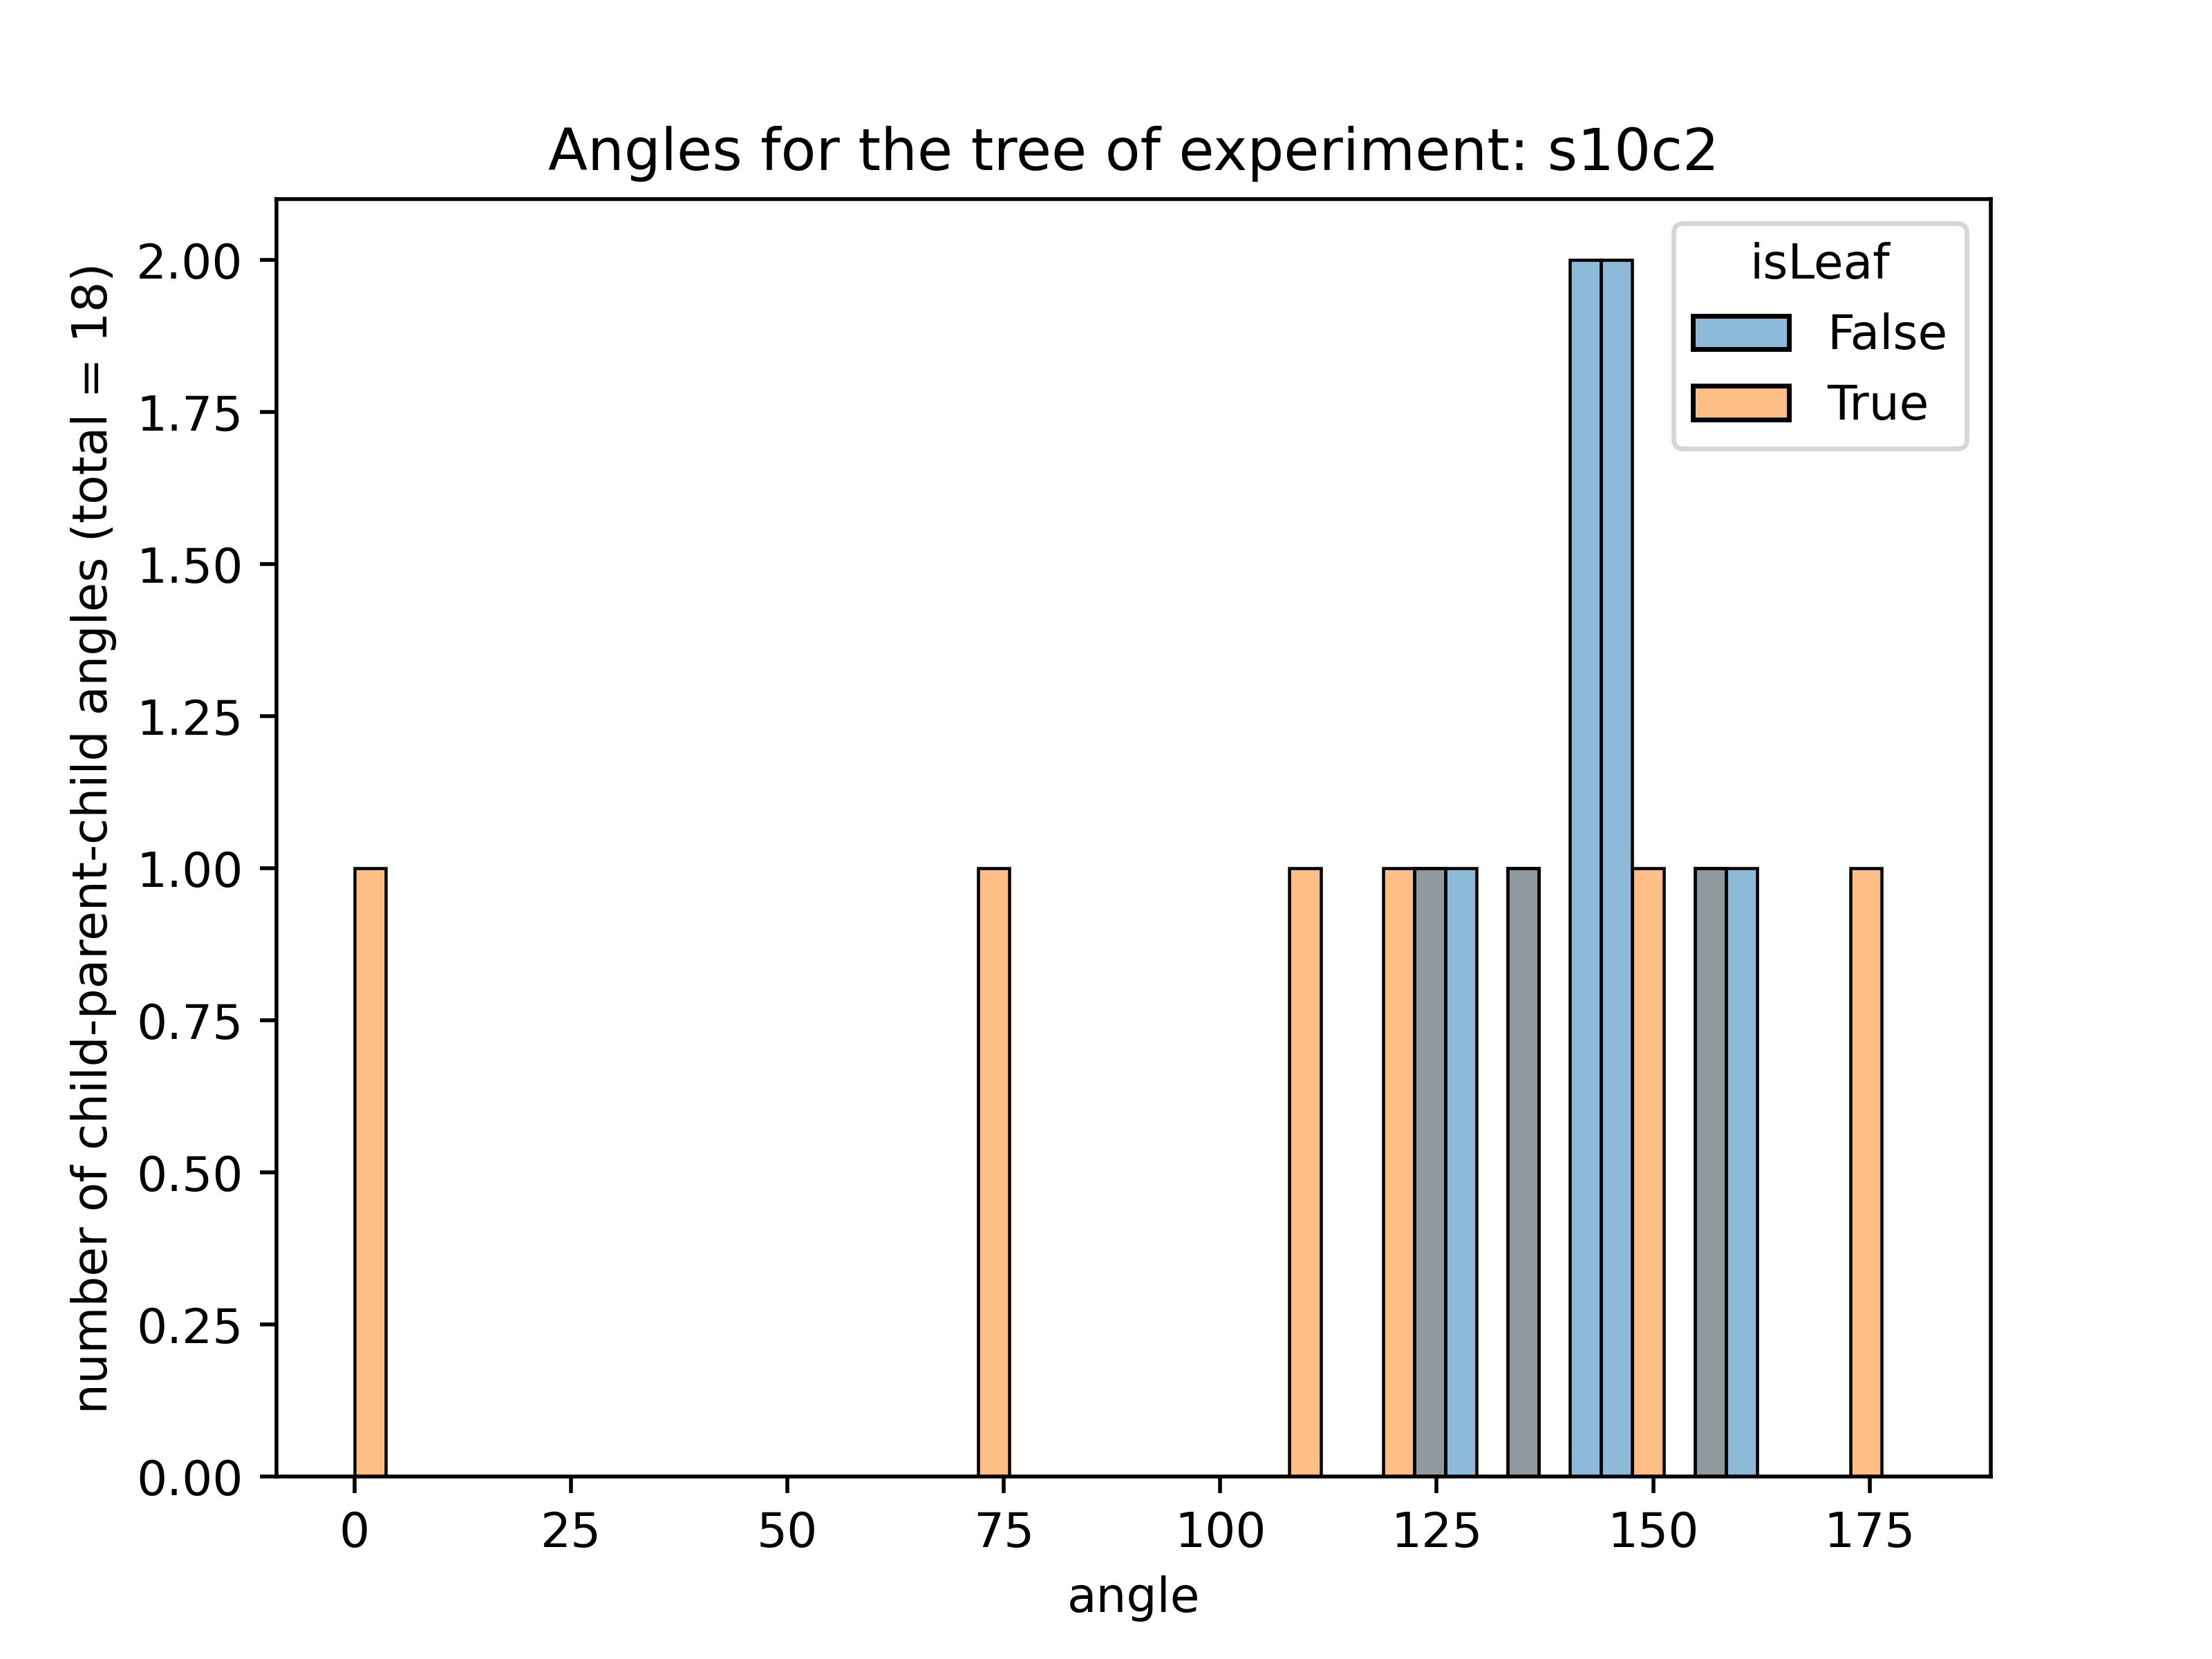 Angles for the tree of experiment: s10c2
number of child-parent-child angles (total = 18)
2.00
1.75
1.50
1.25
1.00
0.75
0.50
0.25
0.00
isLeaf
False
True
0 25 50 75 100 125 150 175
angle